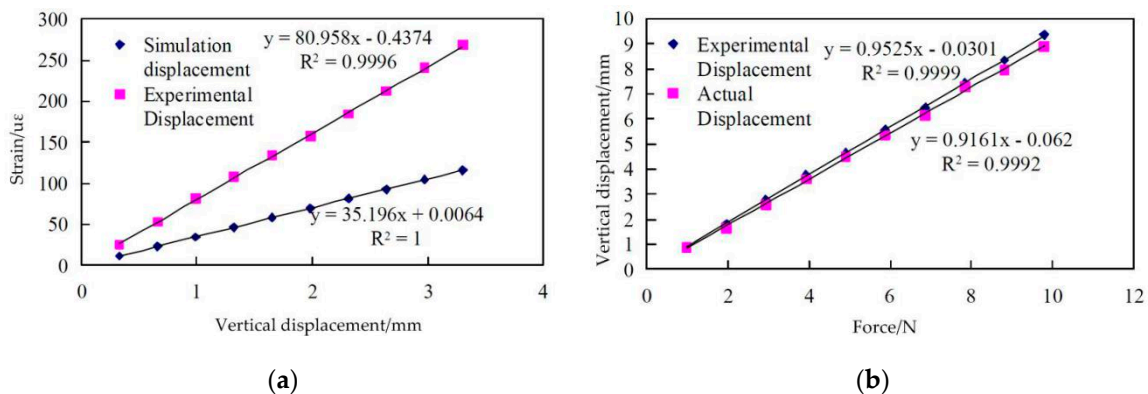 300
250
200
150
100
50
0
Strain/uε
Simulation
displacement
Experimental
Displacement
y = 80.958x - 0.4374
R² = 0.9996
y = 35.196x + 0.0064
R² = 1
0 1 2 3 4
Vertical displacement/mm
(a)
10
9
8
7
6
5
4
3
2
1
0
Vertical displacement/mm
Experimental
Displacement
Actual
Displacement
y = 0.9525x - 0.0301
R² = 0.9999
y = 0.9161x - 0.062
R² = 0.9992
0 2 4 6 8 10 12
Force/N
(b)